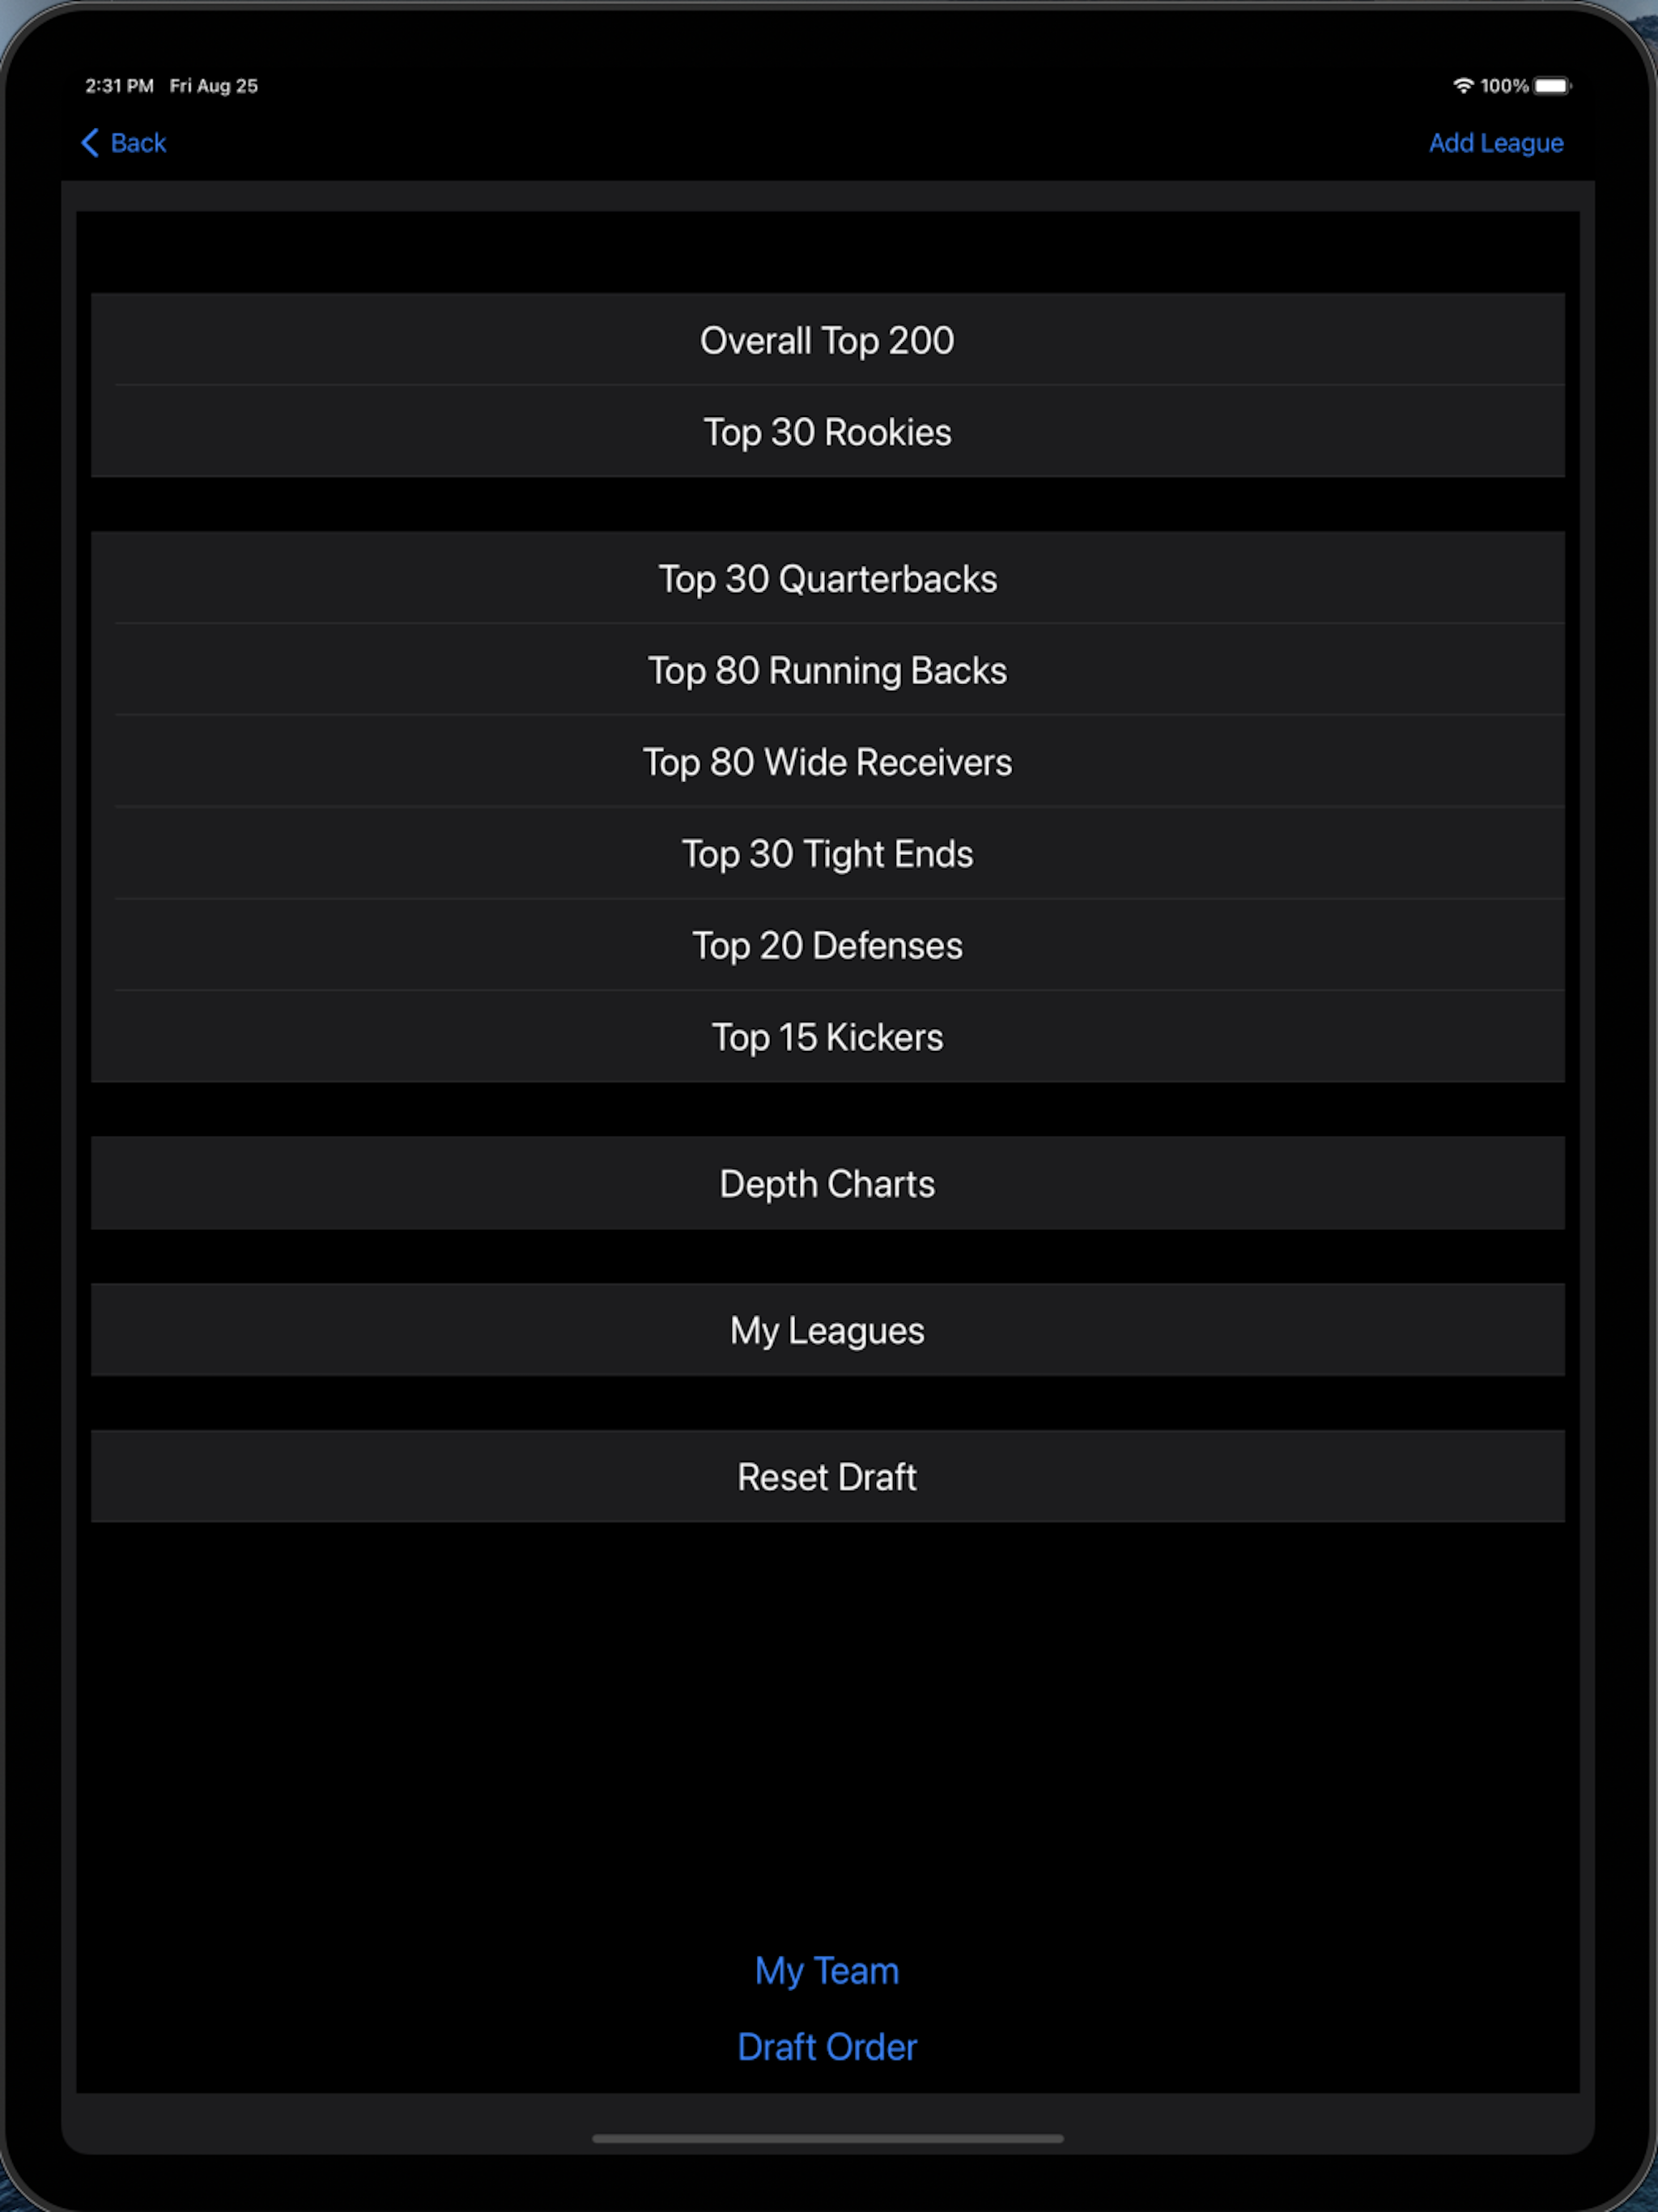 2:31 PM Fri Aug 25
100%
Back
Add League
Overall Top 200
Top 30 Rookies
Top 30 Quarterbacks
Top 80 Running Backs
Top 80 Wide Receivers
Top 30 Tight Ends
Top 20 Defenses
Top 15 Kickers
Depth Charts
My Leagues
Reset Draft
My Team
Draft Order